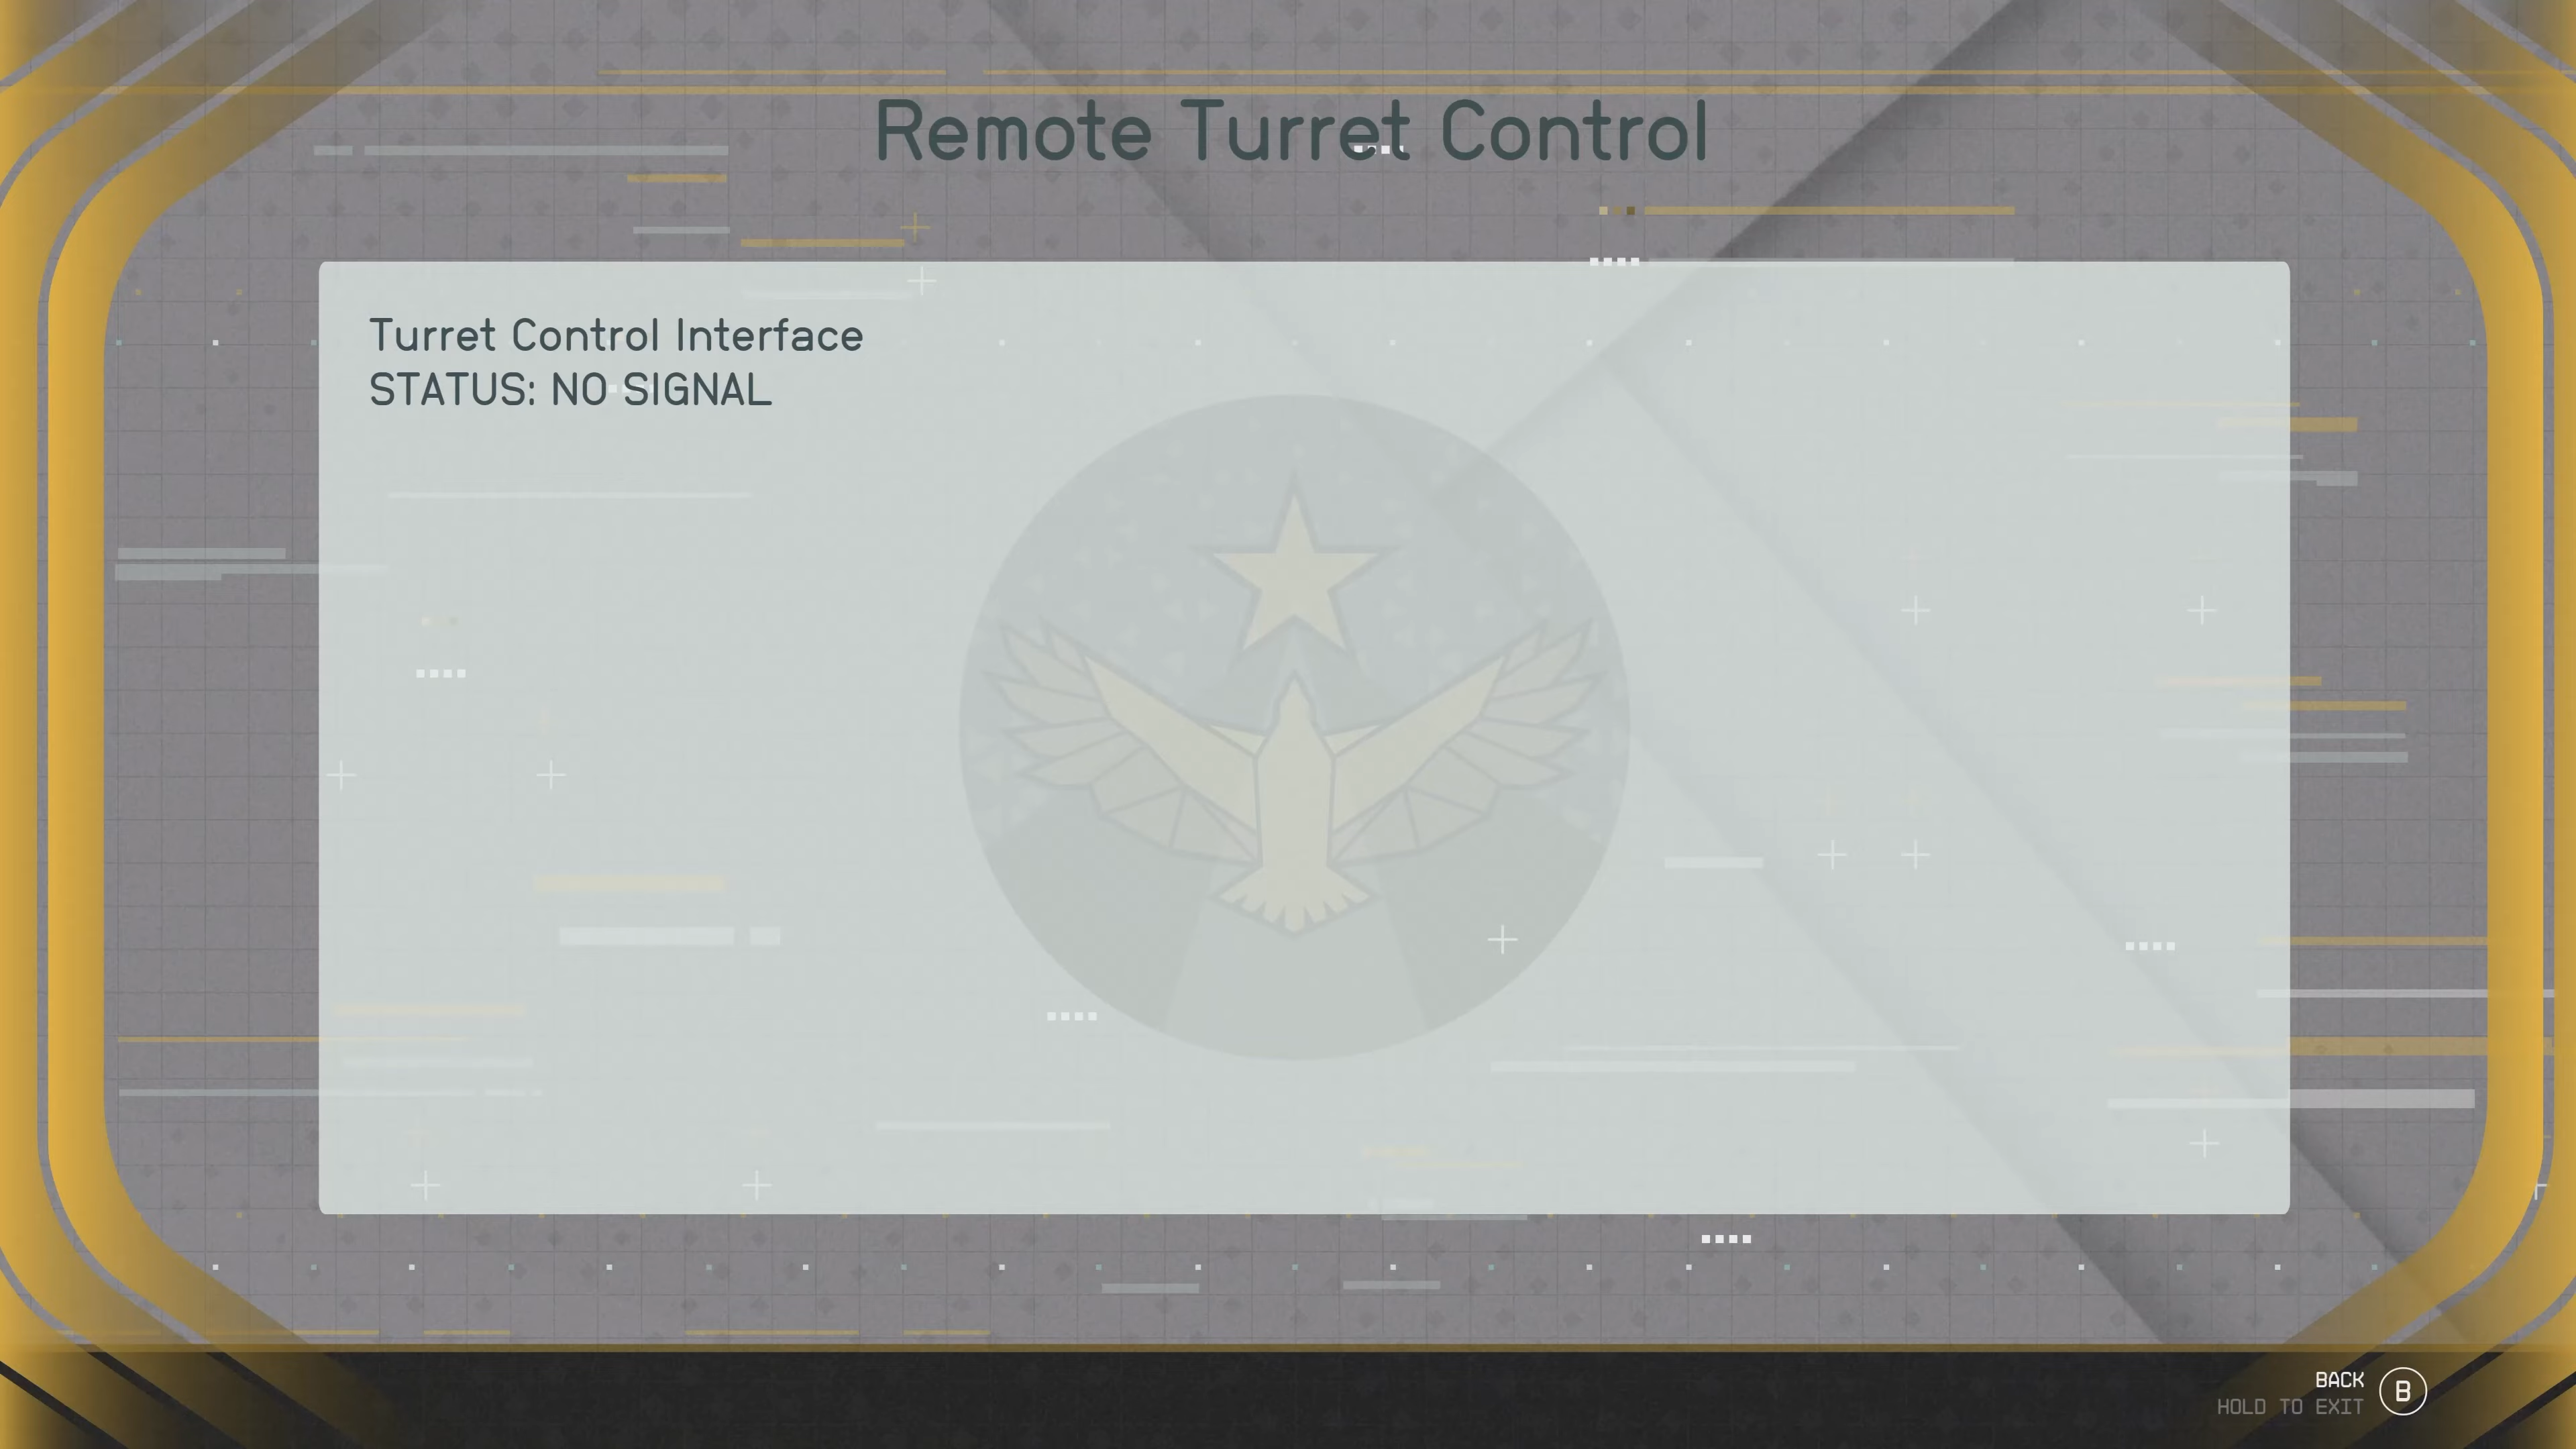 Remote Turret Control
Turret Control Interface
STATUS: NO SIGNAL
BACK
HOLD TO EXIT
B